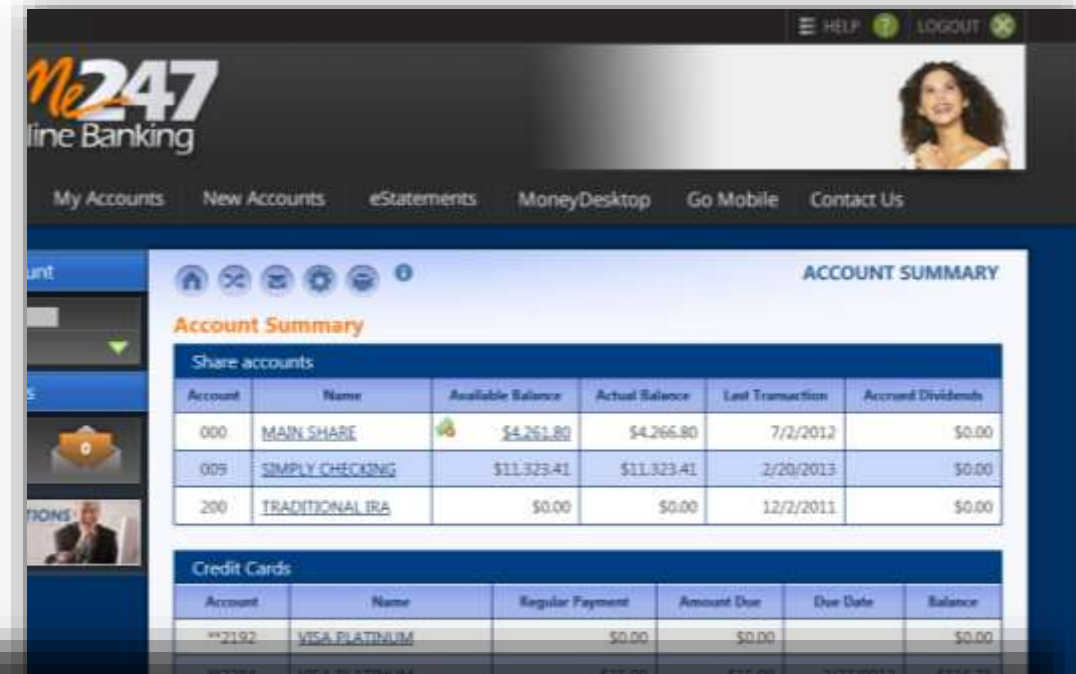 HELP ? LOGOUT
Me247
line Banking
My Accounts New Accounts eStatements MoneyDesktop Go Mobile Contact Us
unt
ACCOUNT SUMMARY
Account Summary
Share accounts
Account Name Available Balance Actual Balance Last Transaction Accrued Dividends
000 MAIN SHARE $4,261.80 $4,266.80 7/2/2012 $0.00
009 SIMPLY CHECKING $11,323.41 $11,323.41 2/20/2013 $0.00
200 TRADITIONAL IRA $0.00 $0.00 12/2/2011 $0.00
s
0
TIONS
Credit Cards
Account Name Regular Payment Amount Due Due Date Balance
**2192 VISA PLATINUM $0.00 $0.00 $0.00
VISA PLATINUM